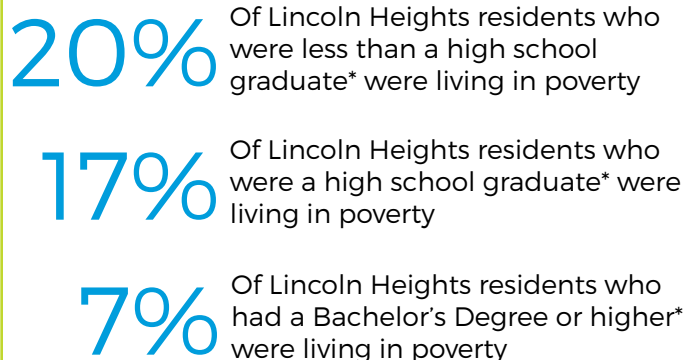 20%
Of Lincoln Heights residents who
were less than a high school
graduate* were living in poverty
17%
Of Lincoln Heights residents who
were a high school graduate* were
living in poverty
7%
Of Lincoln Heights residents who
had a Bachelor’s Degree or higher*
were living in poverty